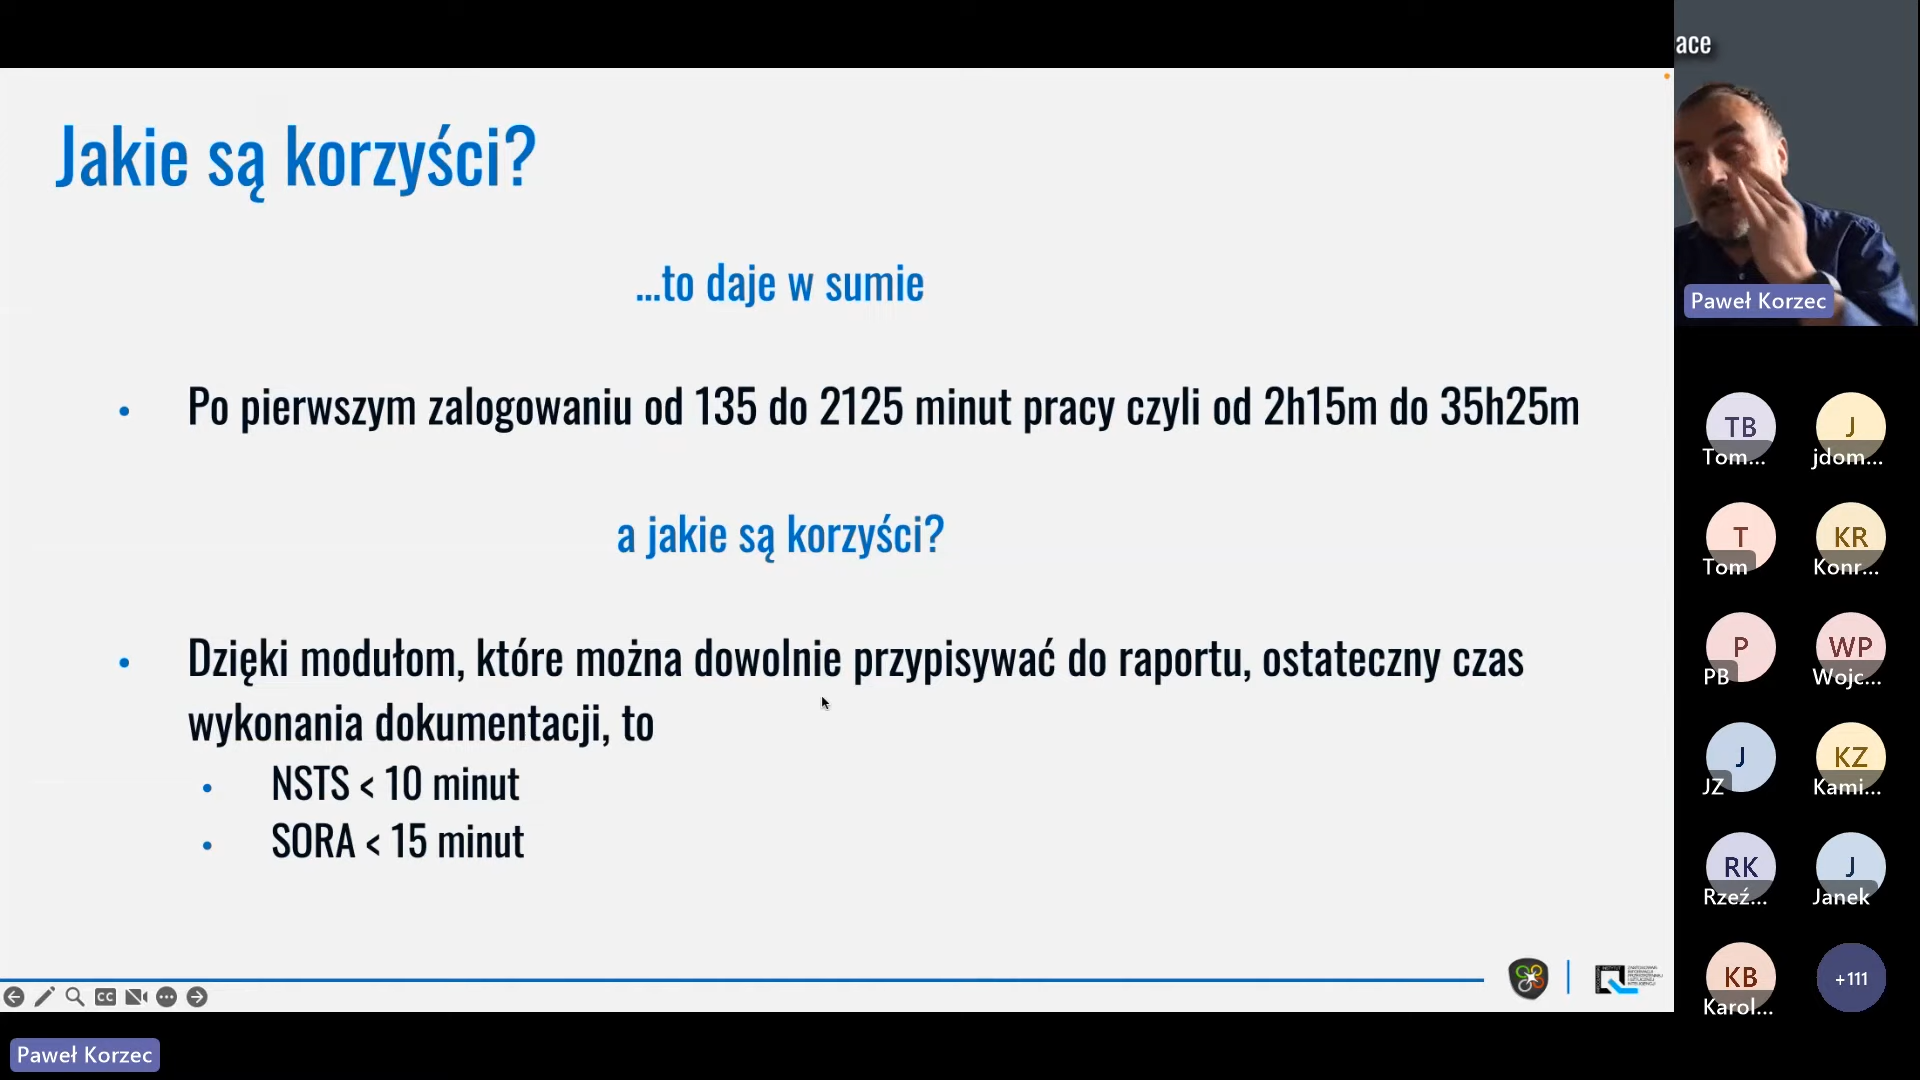 ace
Jakie są korzyści?
...to daje w sumie
Po pierwszym zalogowaniu od 135 do 2125 minut pracy czyli od 2h15m do 35h25m
a jakie są korzyści?
Dzięki modułom, które można dowolnie przypisywać do raportu, ostateczny czas
wykonania dokumentacji, to
NSTS < 10 minut
SORA < 15 minut
CC
Paweł Korzec
Paweł Korzec
TB
Tom...
J
jdom...
T
Tom
KR
Konr...
P
PB
WP
Wojc...
J
JZ
KZ
Kami...
RK
Rzeź...
J
Janek
KB
Karol...
+111